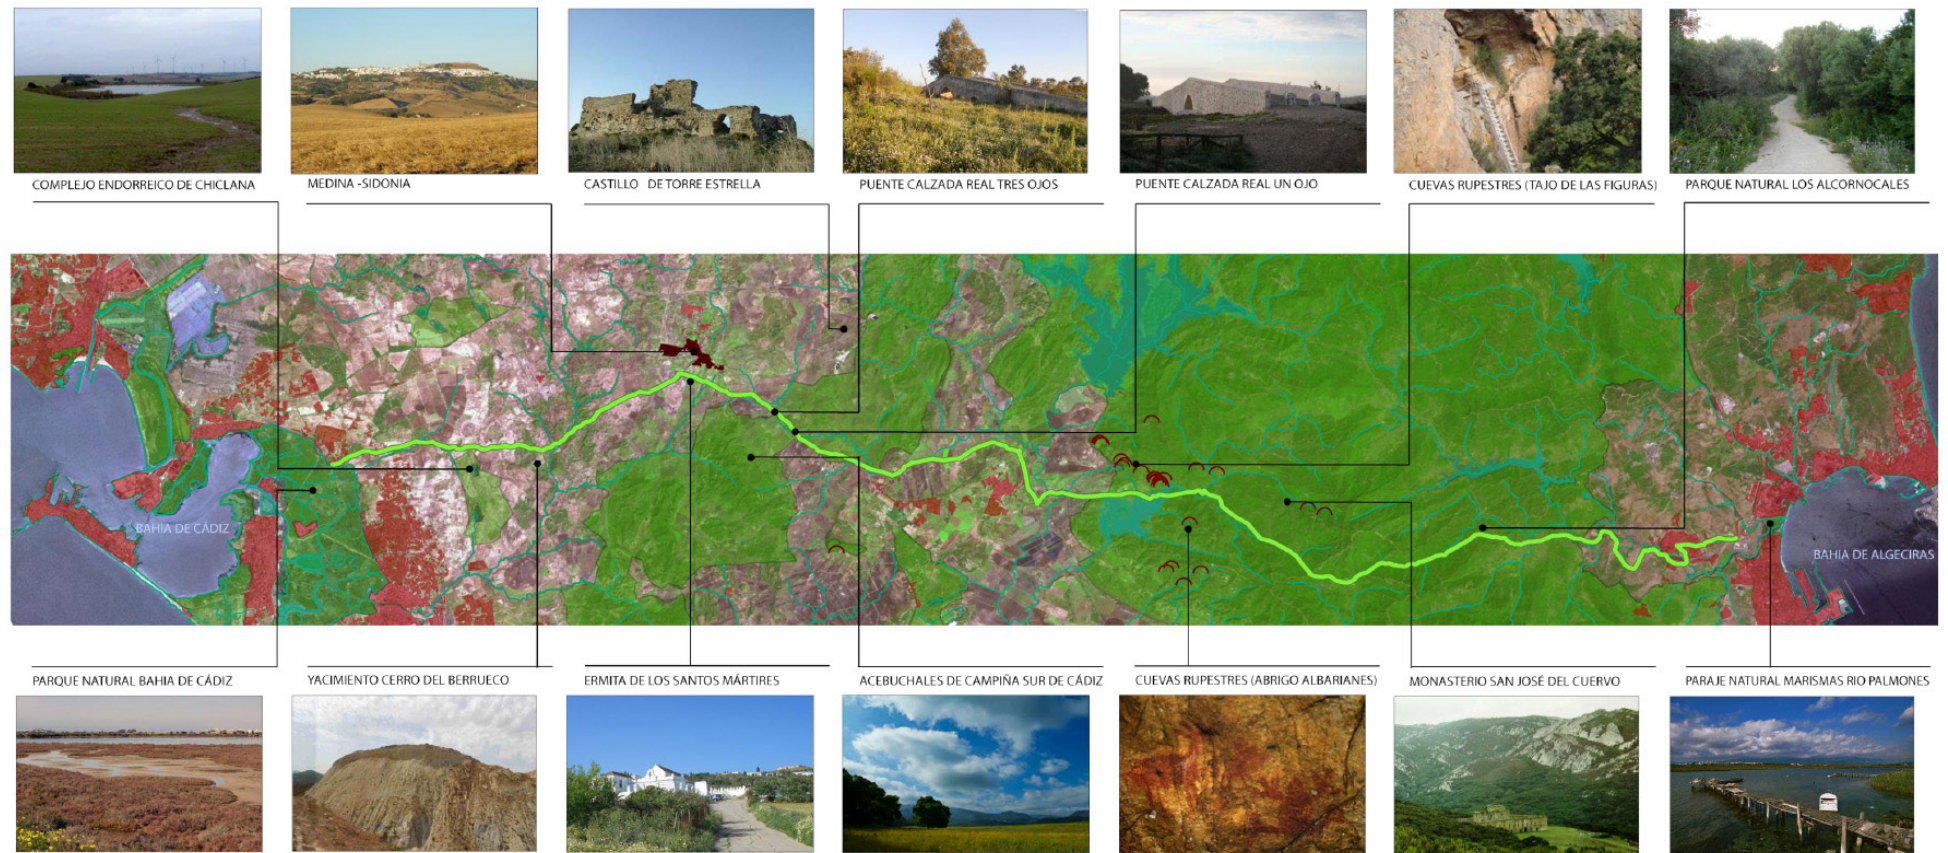 COMPLEJO ENDORREICO DE CHICLANA
MEDINA -SIDONIA
CASTILLO DE TORRE ESTRELLA
PUENTE CALZADA REAL TRES OJOS
PUENTE CALZADA REAL UN OJO
CUEVAS RUPESTRES (TAJO DE LAS FIGURAS)
PARQUE NATURAL LOS ALCORNOCALES
BAHIA DE CÁDIZ
BAHIA DE ALGECIRAS
PARQUE NATURAL BAHIA DE CÁDIZ
YACIMIENTO CERRO DEL BERRUECO
ERMITA DE LOS SANTOS MÁRTIRES
ACEBUCHALES DE CAMPIÑA SUR DE CÁDIZ
CUEVAS RUPESTRES (ABRIGO ALBARIANES)
MONASTERIO SAN JOSÉ DEL CUERVO
PARAJE NATURAL MARISMAS RIO PALMONES